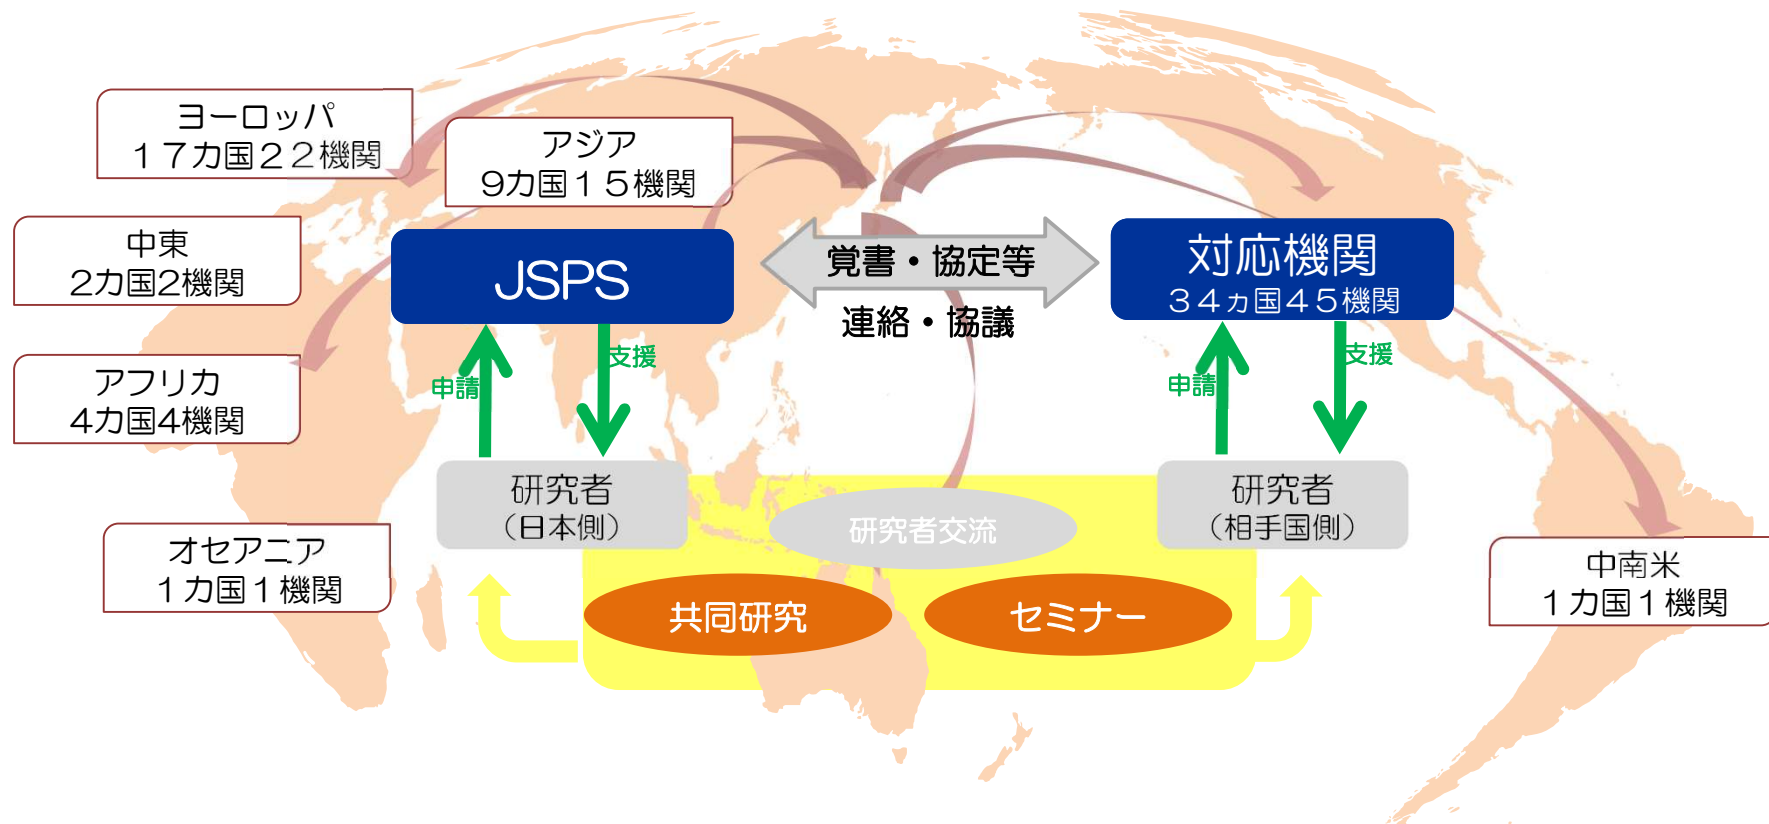 ヨーロッパ
１７カ国２２機関
アジア
9カ国１５機関
中東
2カ国2機関
アフリカ
4カ国4機関
オセアニア
１カ国１機関
中南米
１カ国１機関
JSPS
覚書・協定等
連絡・協議
対応機関
３４ヵ国４５機関
申請
支援
申請
支援
研究者
（日本側）
研究者
（相手国側）
研究者交流
共同研究
セミナー